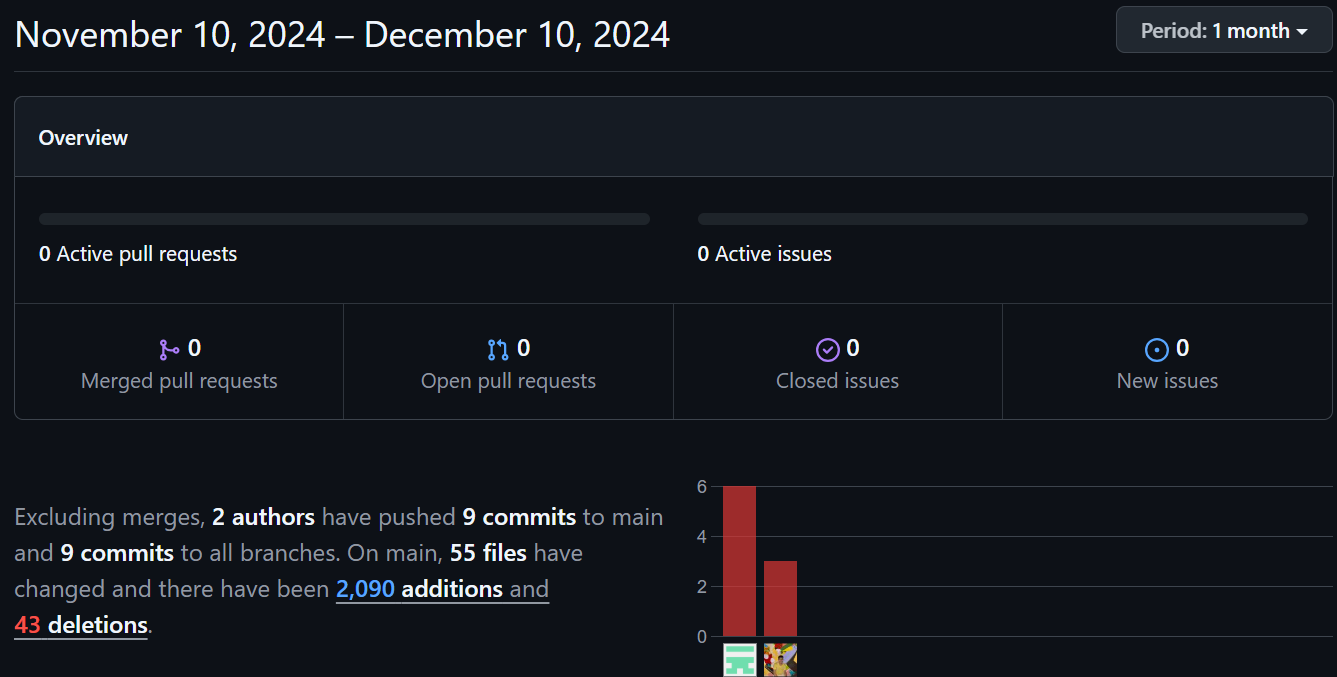 November 10, 2024 – December 10, 2024
Period: 1 month
Overview
0 Active pull requests
0 Active issues
0
Merged pull requests
0
Open pull requests
0
Closed issues
0
New issues
Excluding merges, 2 authors have pushed 9 commits to main
and 9 commits to all branches. On main, 55 files have
changed and there have been 2,090 additions and
43 deletions.
6
4
2
0